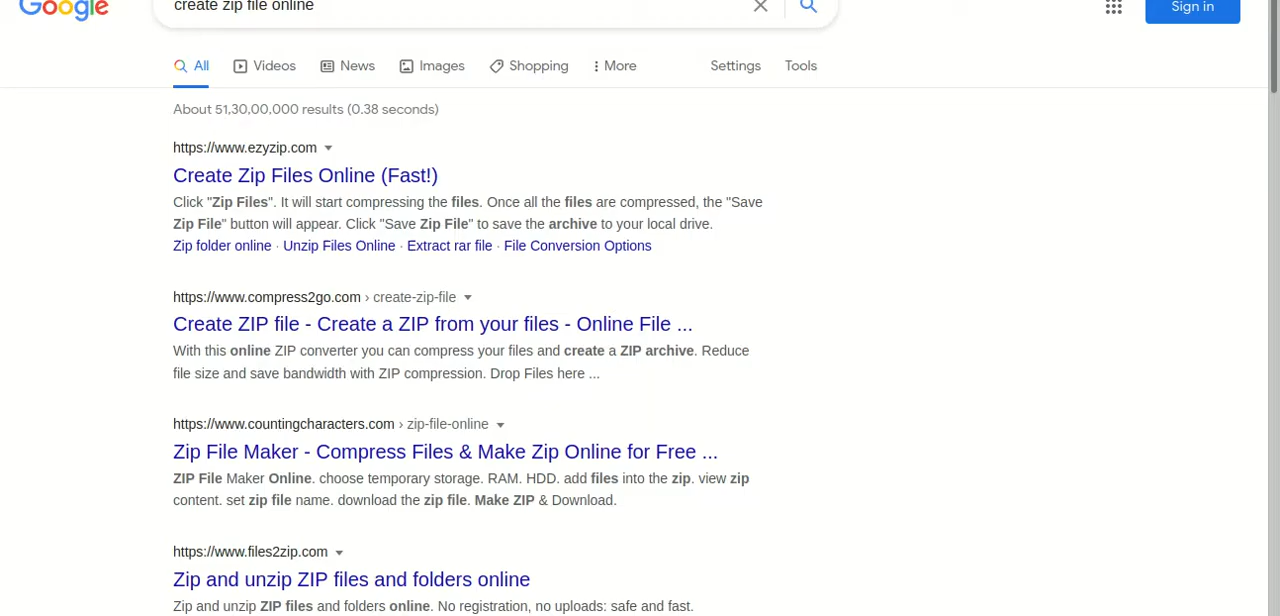 Google
create zip file online
Sign in
All Videos News Images Shopping More Settings Tools
About 51,30,00,000 results (0.38 seconds)
https://www.ezyzip.com
Create Zip Files Online (Fast!)
Click "Zip Files". It will start compressing the files. Once all the files are compressed, the "Save
Zip File" button will appear. Click "Save Zip File" to save the archive to your local drive.
Zip folder online · Unzip Files Online · Extract rar file · File Conversion Options
https://www.compress2go.com › create-zip-file
Create ZIP file - Create a ZIP from your files - Online File ...
With this online ZIP converter you can compress your files and create a ZIP archive. Reduce
file size and save bandwidth with ZIP compression. Drop Files here ...
https://www.countingcharacters.com › zip-file-online
Zip File Maker - Compress Files & Make Zip Online for Free ...
ZIP File Maker Online. choose temporary storage. RAM. HDD. add files into the zip. view zip
content. set zip file name. download the zip file. Make ZIP & Download.
https://www.files2zip.com
Zip and unzip ZIP files and folders online
Zip and unzip ZIP files and folders online. No registration, no uploads: safe and fast.